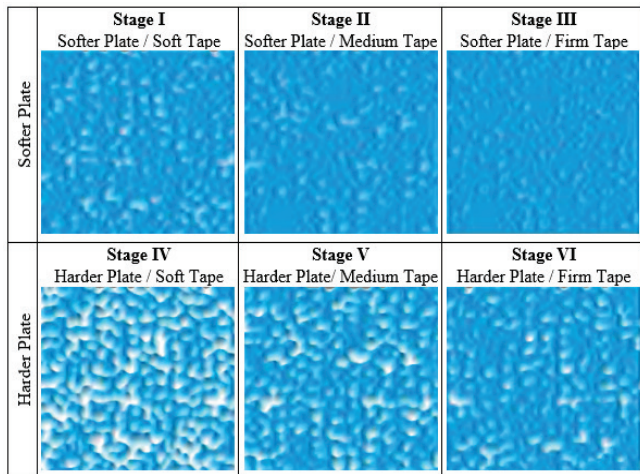 Stage I
Softer Plate / Soft Tape
Stage II
Softer Plate / Medium Tape
Stage III
Softer Plate / Firm Tape
Softer Plate
Stage IV
Harder Plate / Soft Tape
Stage V
Harder Plate/ Medium Tape
Stage VI
Harder Plate / Firm Tape
Harder Plate